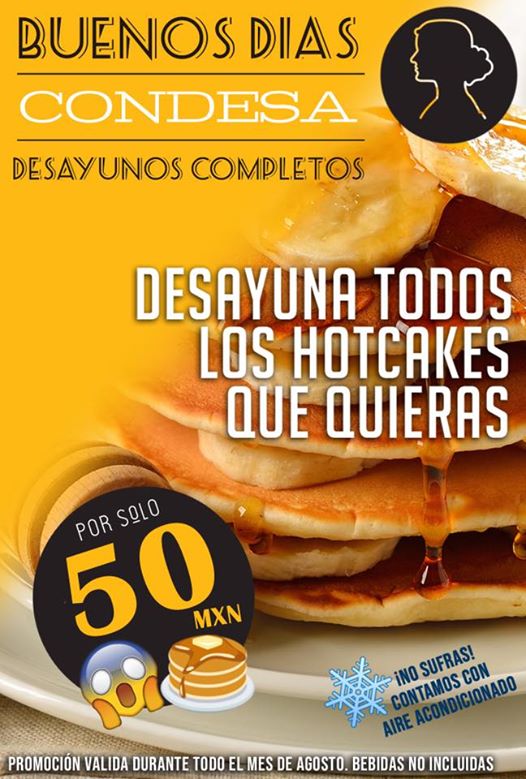 BUENOS DIAS
CONDESA
DESAYUNOS COMPLETOS
DESAYUNA TODOS
LOS HOTCAKES
QUE QUIERAS
POR SOLO
50
MXN
¡NO SUFRAS!
CONTAMOS CON
AIRE ACONDICIONADO
PROMOCIÓN VALIDA DURANTE TODO EL MES DE AGOSTO. BEBIDAS NO INCLUIDAS